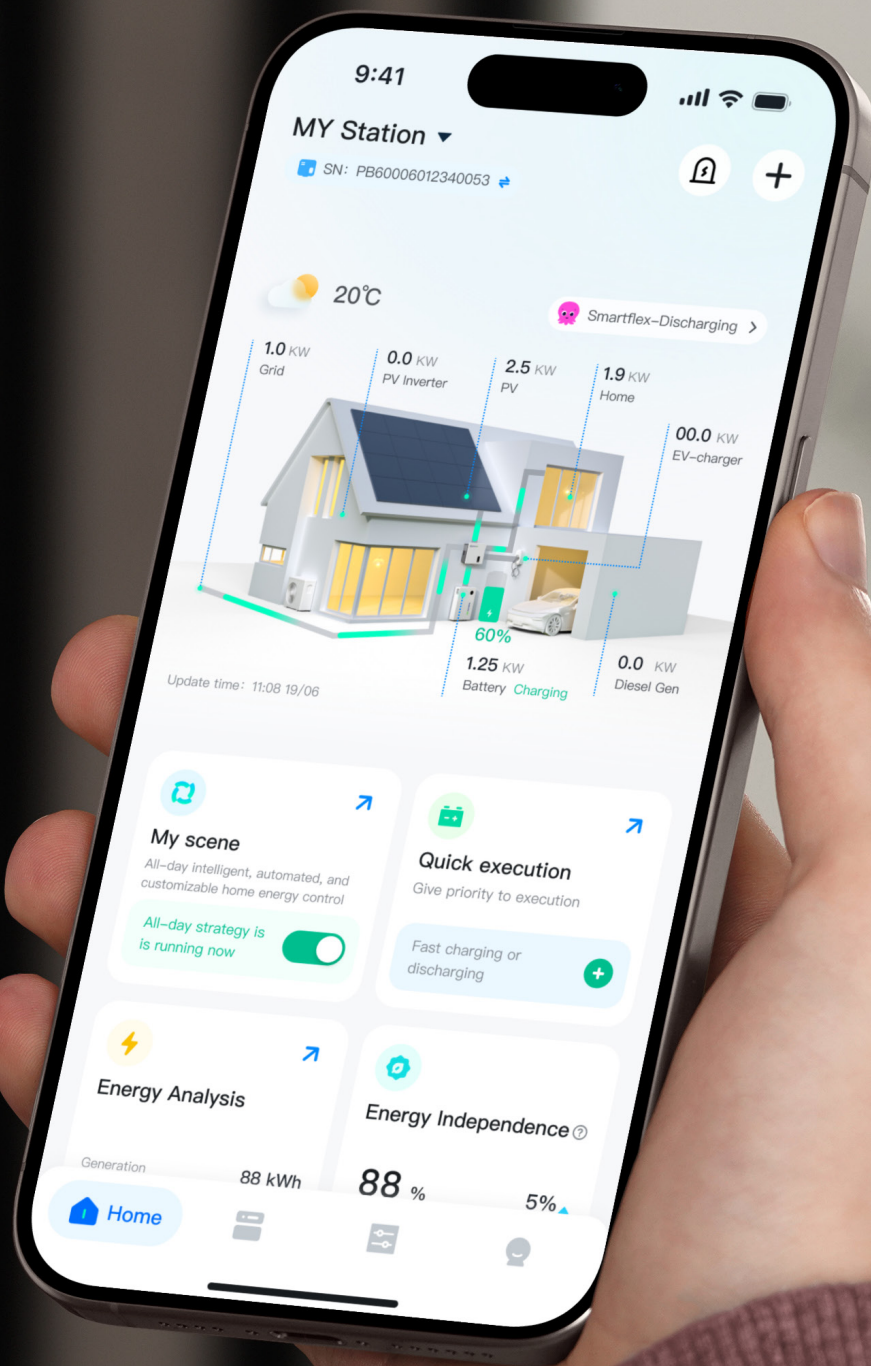 9:41
MY Station
SN: PB60006012340053
20℃
Smartflex-Discharging
1.0 KW
Grid
0.0 KW
PV Inverter
2.5 KW
PV
1.9 KW
Home
00.0 KW
EV-charger
60%
1.25 KW
Battery Charging
0.0 KW
Diesel Gen
Update time: 11:08 19/06
My scene
All-day intelligent, automated, and
customizable home energy control
All-day strategy is
is running now
Quick execution
Give priority to execution
Fast charging or
discharging
Energy Analysis
Generation
88 kWh
Energy Independence
88 %
5%
Home